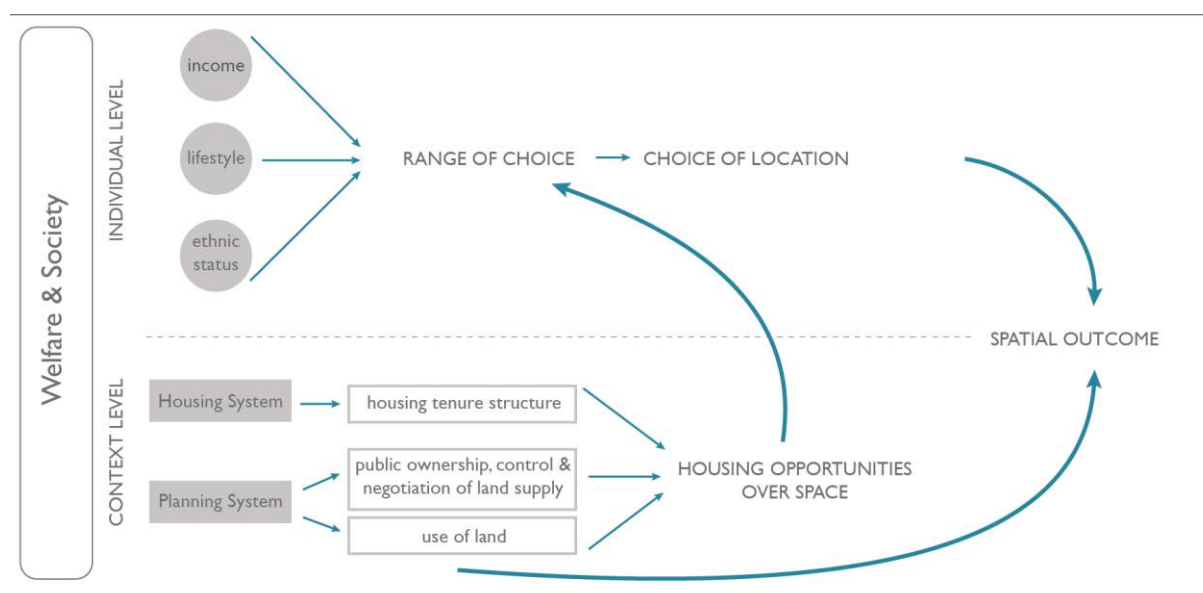 Welfare & Society
INDIVIDUAL LEVEL
income
lifestyle
ethnic
status
RANGE OF CHOICE
CHOICE OF LOCATION
SPATIAL OUTCOME
CONTEXT LEVEL
Housing System
housing tenure structure
Planning System
public ownership, control &
negotiation of land supply
use of land
HOUSING OPPORTUNITIES
OVER SPACE